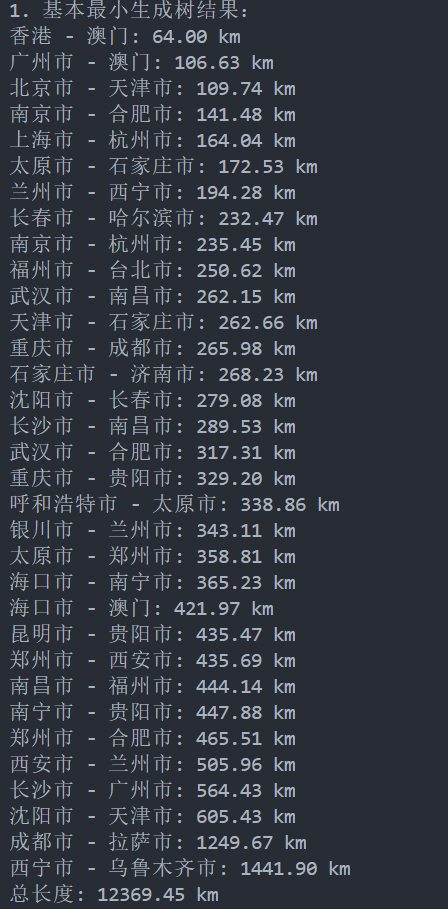 1. 基本最小生成树结果:
香港 - 澳门: 64.00 km
广州市 - 澳门: 106.63 km
北京市 - 天津市: 109.74 km
南京市 - 合肥市: 141.48 km
上海市 - 杭州市: 164.04 km
太原市 - 石家庄市: 172.53 km
兰州市 - 西宁市: 194.28 km
长春市 - 哈尔滨市: 232.47 km
南京市 - 杭州市: 235.45 km
福州市 - 台北市: 250.62 km
武汉市 - 南昌市: 262.15 km
天津市 - 石家庄市: 262.66 km
重庆市 - 成都市: 265.98 km
石家庄市 - 济南市: 268.23 km
沈阳市 - 长春市: 279.08 km
长沙市 - 南昌市: 289.53 km
武汉市 - 合肥市: 317.31 km
重庆市 - 贵阳市: 329.20 km
呼和浩特市 - 太原市: 338.86 km
银川市 - 兰州市: 343.11 km
太原市 - 郑州市: 358.81 km
海口市 - 南宁市: 365.23 km
海口市 - 澳门: 421.97 km
昆明市 - 贵阳市: 435.47 km
郑州市 - 西安市: 435.69 km
南昌市 - 福州市: 444.14 km
南宁市 - 贵阳市: 447.88 km
郑州市 - 合肥市: 465.51 km
西安市 - 兰州市: 505.96 km
长沙市 - 广州市: 564.43 km
沈阳市 - 天津市: 605.43 km
成都市 - 拉萨市: 1249.67 km
西宁市 - 乌鲁木齐市: 1441.90 km
总长度: 12369.45 km